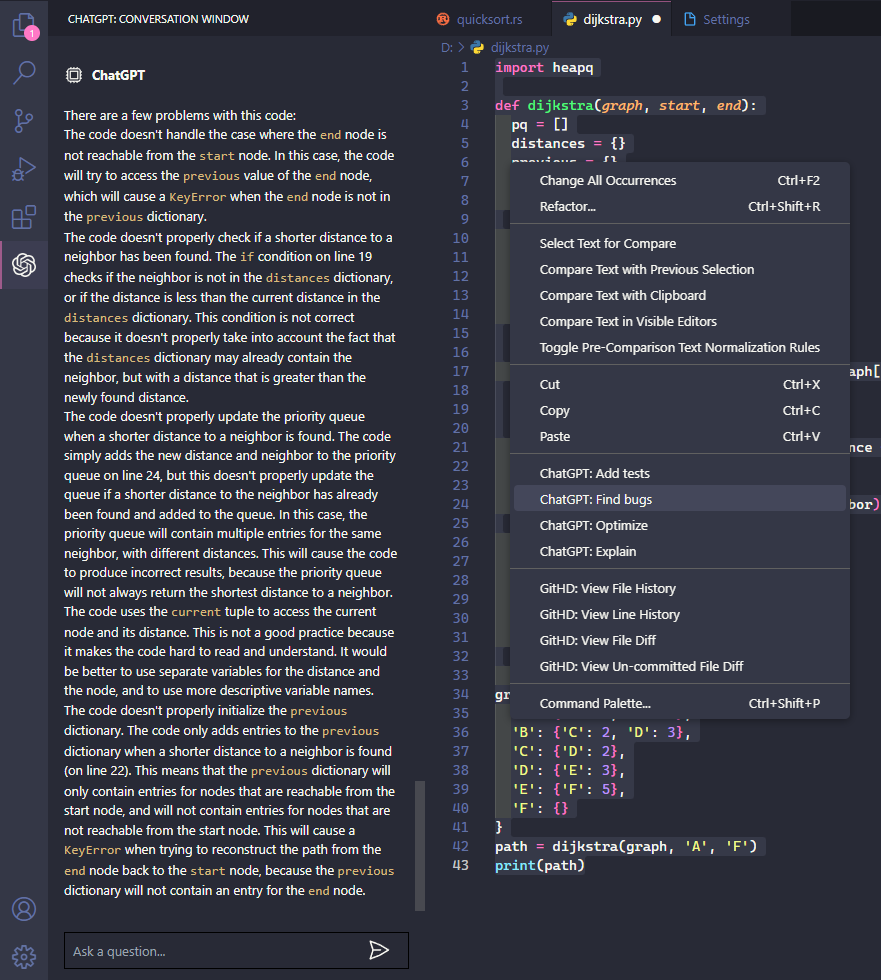 1
CHATGPT: CONVERSATION WINDOW
ChatGPT
There are a few problems with this code:
The code doesn't handle the case where the end node is
not reachable from the start node. In this case, the code
will try to access the previous value of the end node,
which will cause a KeyError when the end node is not in
the previous dictionary.
The code doesn't properly check if a shorter distance to a
neighbor has been found. The if condition on line 19
checks if the neighbor is not in the distances dictionary,
or if the distance is less than the current distance in the
distances dictionary. This condition is not correct
because it doesn't properly take into account the fact that
the distances dictionary may already contain the
neighbor, but with a distance that is greater than the
newly found distance.
The code doesn't properly update the priority queue
when a shorter distance to a neighbor is found. The code
simply adds the new distance and neighbor to the priority
queue on line 24, but this doesn't properly update the
queue if a shorter distance to the neighbor has already
been found and added to the queue. In this case, the
priority queue will contain multiple entries for the same
neighbor, with different distances. This will cause the code
to produce incorrect results, because the priority queue
will not always return the shortest distance to a neighbor.
The code uses the current tuple to access the current
node and its distance. This is not a good practice because
it makes the code hard to read and understand. It would
be better to use separate variables for the distance and
the node, and to use more descriptive variable names.
The code doesn't properly initialize the previous
dictionary. The code only adds entries to the previous
dictionary when a shorter distance to a neighbor is found
(on line 22). This means that the previous dictionary will
only contain entries for nodes that are reachable from the
start node, and will not contain entries for nodes that are
not reachable from the start node. This will cause a
KeyError when trying to reconstruct the path from the
end node back to the start node, because the previous
dictionary will not contain an entry for the end node.
Ask a question...
quicksort.rs dijkstra.py Settings
D: > dijkstra.py
1 import heapq
2
3 def dijkstra(graph, start, end):
4 pq = []
5 distances = {}
6 previous = {}
7
8
9
10
11
12
13
14
15
16
17 aph[
18
19
20
21 nce
22
23
24 bor)
25
26
27
28
29
30
31
32
33
34 gr
35
36 'B': {'C': 2, 'D': 3},
37 'C': {'D': 2},
38 'D': {'E': 3},
39 'E': {'F': 5},
40 'F': {}
41 }
42 path = dijkstra(graph, 'A', 'F')
43 print(path)
Change All Occurrences Ctrl+F2
Refactor... Ctrl+Shift+R
Select Text for Compare
Compare Text with Previous Selection
Compare Text with Clipboard
Compare Text in Visible Editors
Toggle Pre-Comparison Text Normalization Rules
Cut Ctrl+X
Copy Ctrl+C
Paste Ctrl+V
ChatGPT: Add tests
ChatGPT: Find bugs
ChatGPT: Optimize
ChatGPT: Explain
GitHD: View File History
GitHD: View Line History
GitHD: View File Diff
GitHD: View Un-committed File Diff
Command Palette... Ctrl+Shift+P